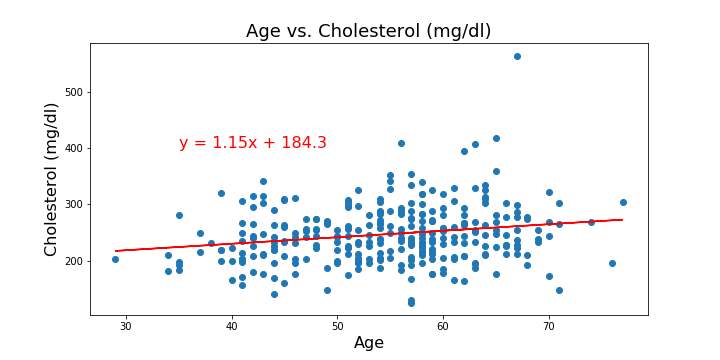 Age vs. Cholesterol (mg/dl)
500
400
300
200
y = 1.15x + 184.3
Cholesterol (mg/dl)
30 40 50 60 70
Age